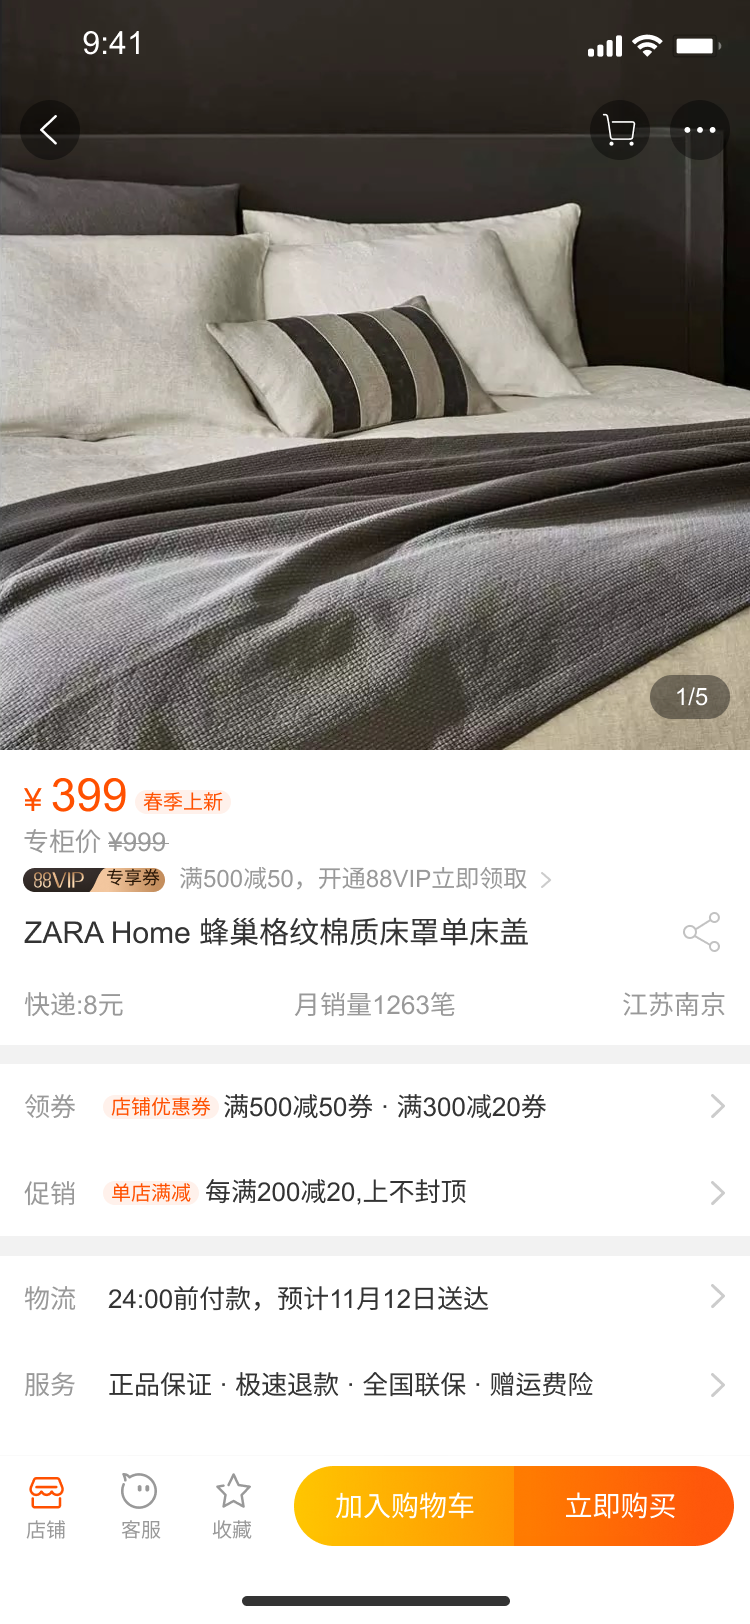 9:41
1/5
¥ 399 春季上新
专柜价 ¥999
88VIP 专享券 满500减50，开通88VIP立即领取
ZARA Home 蜂巢格纹棉质床罩单床盖
快递:8元 月销量1263笔 江苏南京
领券 店铺优惠券 满500减50券 · 满300减20券
促销 单店满减 每满200减20,上不封顶
物流 24:00前付款，预计11月12日送达
服务 正品保证 · 极速退款 · 全国联保 · 赠运费险
店铺 客服 收藏 加入购物车 立即购买